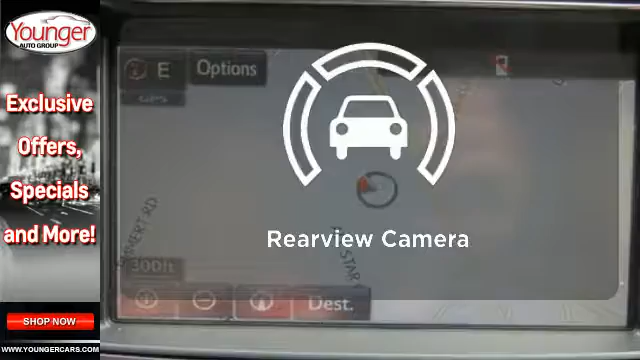 Younger
AUTO GROUP
Exclusive
Offers,
Specials
and More!
SHOP NOW
WWW.YOUNGERCARS.COM
E
Options
GPS
300ft
Dest.
Rearview Camera